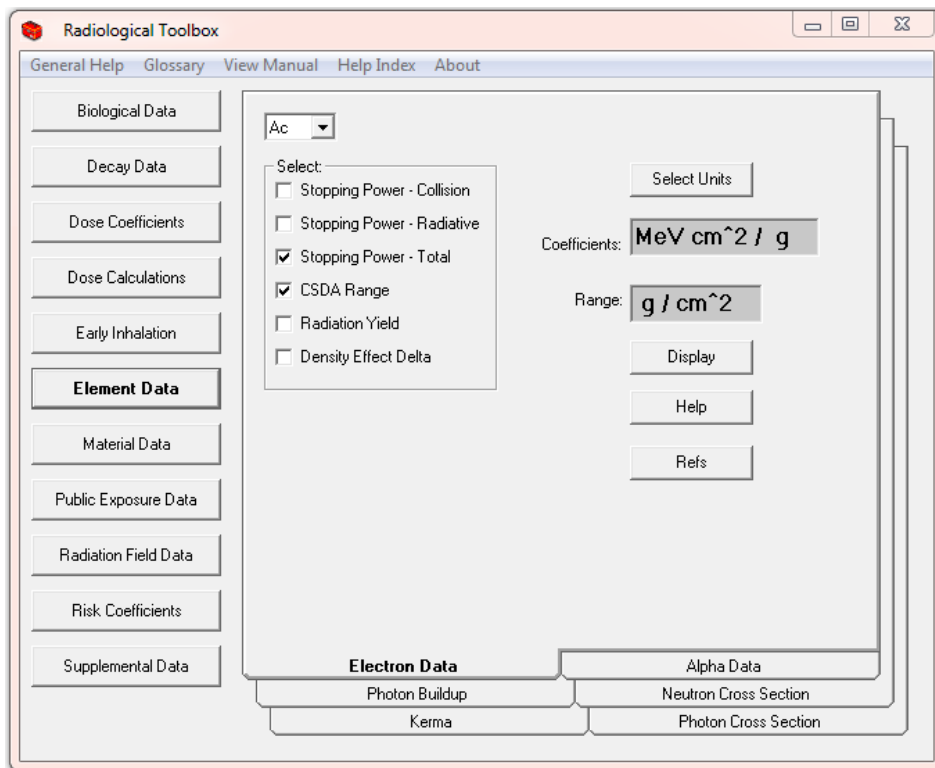 Radiological Toolbox
General Help Glossary View Manual Help Index About
Biological Data
Decay Data
Dose Coefficients
Dose Calculations
Early Inhalation
Element Data
Material Data
Public Exposure Data
Radiation Field Data
Risk Coefficients
Supplemental Data
Ac
Select:
Stopping Power - Collision
Stopping Power - Radiative
Stopping Power - Total
CSDA Range
Radiation Yield
Density Effect Delta
Select Units
Coefficients: MeV cm^2 / g
Range: g / cm^2
Display
Help
Refs
Electron Data Alpha Data
Photon Buildup Neutron Cross Section
Kerma Photon Cross Section